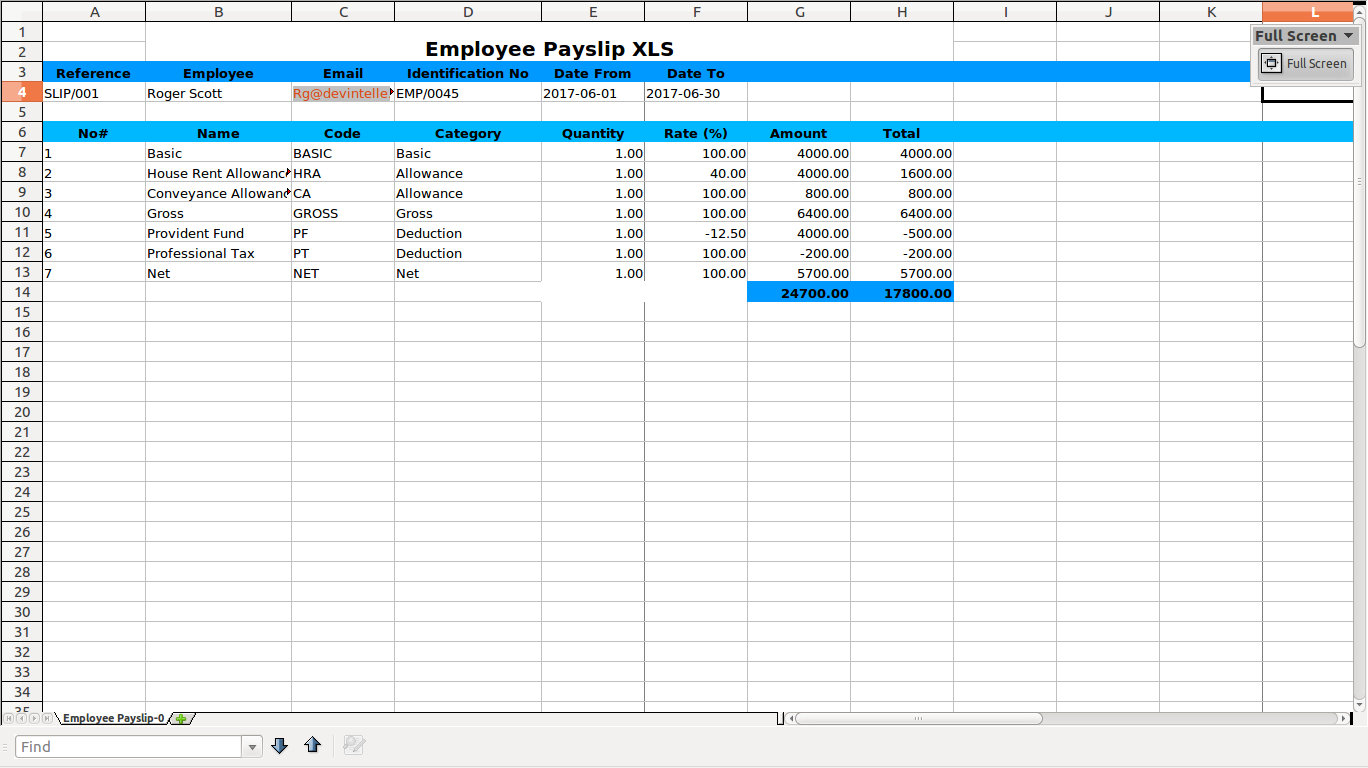 A B C D E F G H I J K L
1
Full Screen
2 Employee Payslip XLS
Full Screen
3 Reference Employee Email Identification No Date From Date To
4 SLIP/001 Roger Scott Rg@devintelle EMP/0045 2017-06-01 2017-06-30
5
6 No# Name Code Category Quantity Rate (%) Amount Total
7 1 Basic BASIC Basic 1.00 100.00 4000.00 4000.00
8 2 House Rent Allowanc HRA Allowance 1.00 40.00 4000.00 1600.00
9 3 Conveyance Allowanc CA Allowance 1.00 100.00 800.00 800.00
10 4 Gross GROSS Gross 1.00 100.00 6400.00 6400.00
11 5 Provident Fund PF Deduction 1.00 -12.50 4000.00 -500.00
12 6 Professional Tax PT Deduction 1.00 100.00 -200.00 -200.00
13 7 Net NET Net 1.00 100.00 5700.00 5700.00
14 24700.00 17800.00
15
16
17
18
19
20
21
22
23
24
25
26
27
28
29
30
31
32
33
34
35
Employee Payslip-0
Find